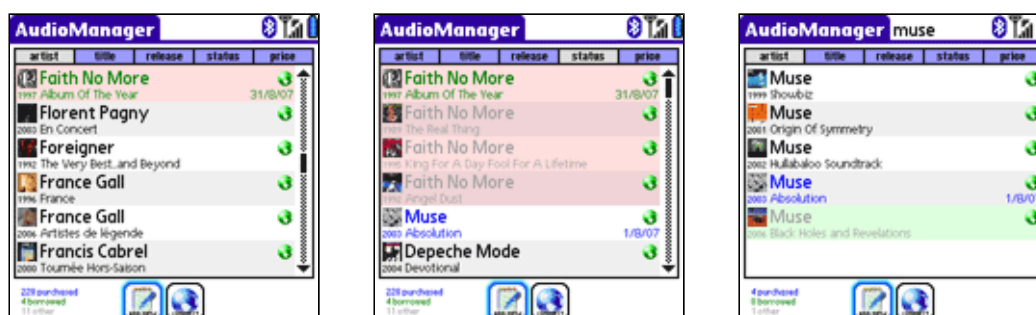 AudioManager
artist title release status price
Faith No More
1997 Album Of The Year 31/8/07
Florent Pagny
2003 En Concert
Foreigner
1992 The Very Best..and Beyond
France Gall
1996 France
France Gall
2006 Artistes de légende
Francis Cabrel
2000 Tournée Hors-Saison
228 purchased
4 borrowed
11 other
AudioManager
artist title release status price
Faith No More
1997 Album Of The Year 31/8/07
Faith No More
1989 The Real Thing
Faith No More
1995 King For A Day Fool For A Lifetime
Faith No More
1992 Angel Dust
Muse
2003 Absolution 1/8/07
Depeche Mode
2004 Devotional
228 purchased
4 borrowed
11 other
AudioManager muse
artist title release status price
Muse
1999 Showbiz
Muse
2001 Origin Of Symmetry
Muse
2002 Hullabaloo Soundtrack
Muse
2003 Absolution 1/8/0
Muse
2006 Black Holes and Revelations
4 purchased
0 borrowed
1 other